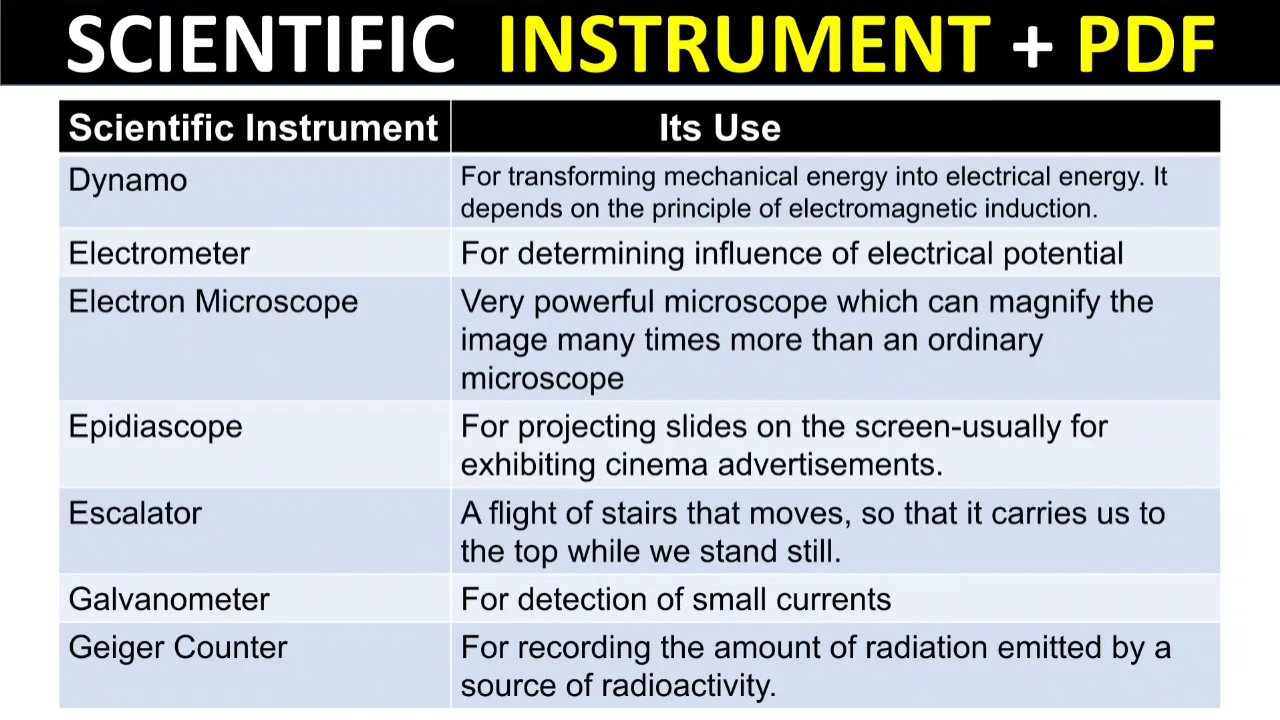 SCIENTIFIC INSTRUMENT + PDF
Scientific Instrument Its Use
Dynamo For transforming mechanical energy into electrical energy. It
depends on the principle of electromagnetic induction.
Electrometer For determining influence of electrical potential
Electron Microscope Very powerful microscope which can magnify the
image many times more than an ordinary
microscope
Epidiascope For projecting slides on the screen-usually for
exhibiting cinema advertisements.
Escalator A flight of stairs that moves, so that it carries us to
the top while we stand still.
Galvanometer For detection of small currents
Geiger Counter For recording the amount of radiation emitted by a
source of radioactivity.